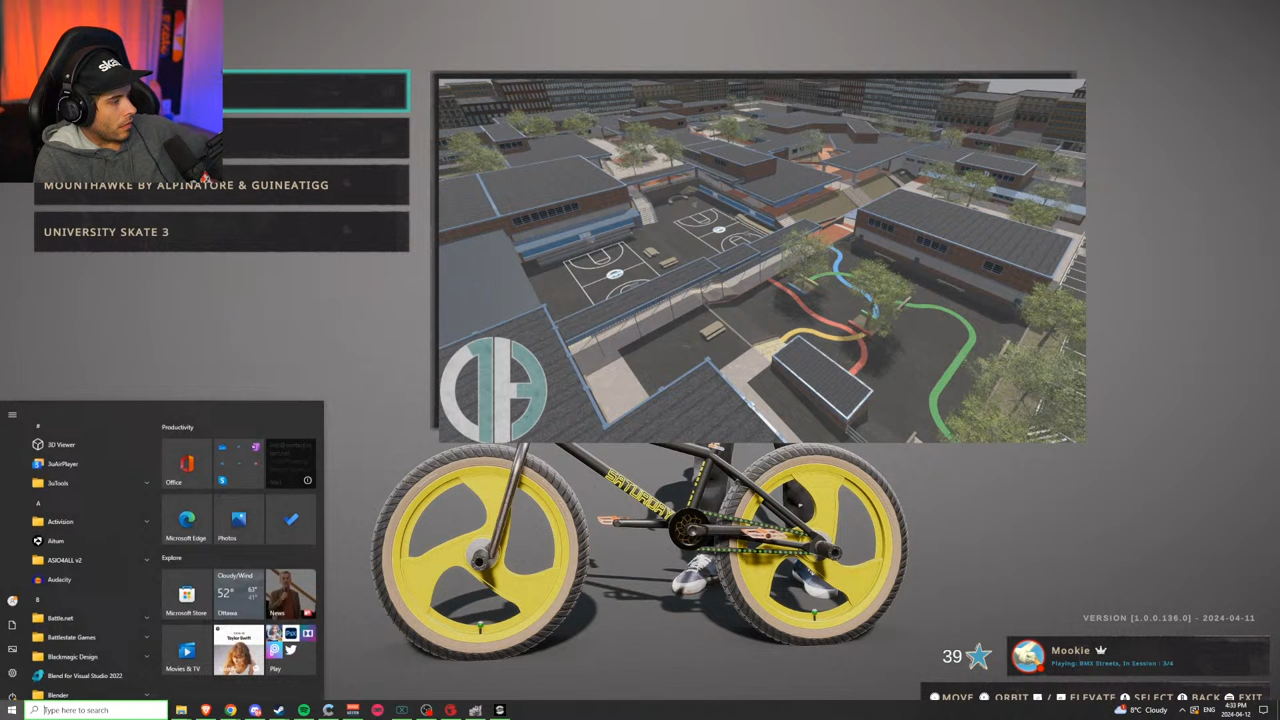 ska
MOUNTHAWKE BY ALPINATURE & GUINEATIGG
UNIVERSITY SKATE 3
SATURDAY
VERSION [1.0.0.136.0] - 2024-04-11
39
Mookie
Playing: BMX Streets, In Session : 3/4
MOVE ORBIT / ELEVATE SELECT BACK EXIT
#
3D Viewer
3uAirPlayer
3uTools
A
Activision
Aitum
ASIO4ALL v2
Audacity
B
Battle.net
Battlestate Games
Blackmagic Design
Blend for Visual Studio 2022
Blender
Productivity
Office
Microsoft Edge
Photos
Explore
Microsoft Store
Cloudy/Wind
52°
61°
41°
Ottawa
News
Movies & TV
Play
Type here to search
8°C Cloudy
ENG
4:33 PM
2024-04-12